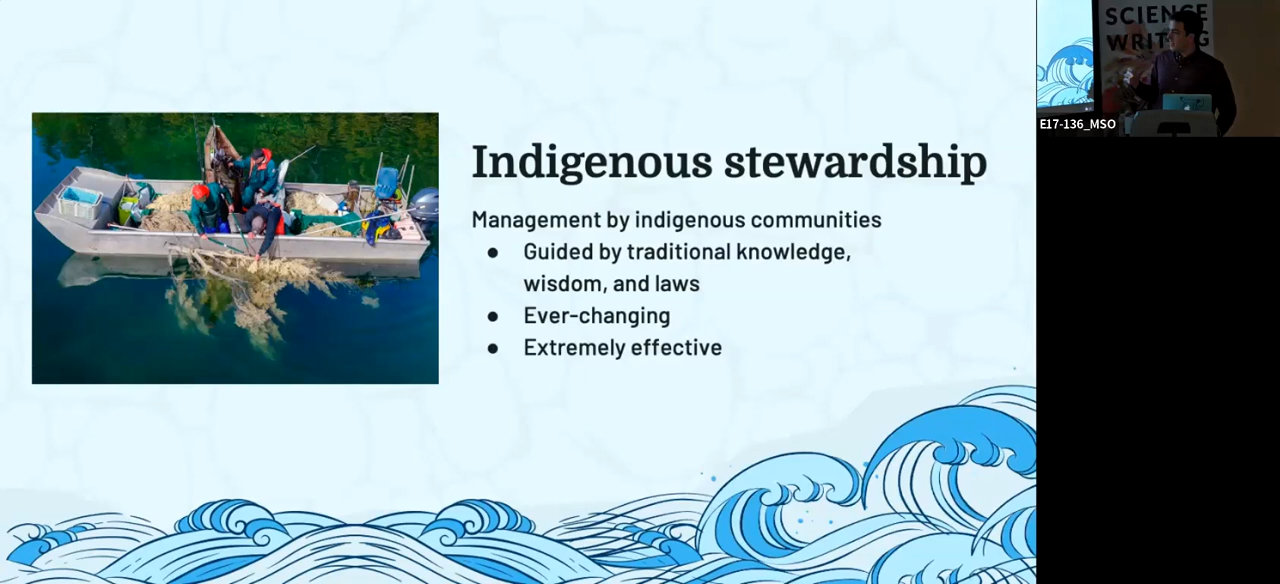 Indigenous stewardship
Management by indigenous communities
● Guided by traditional knowledge,
wisdom, and laws
● Ever-changing
● Extremely effective
SCIENCE
WRITING
E17-136_MSO